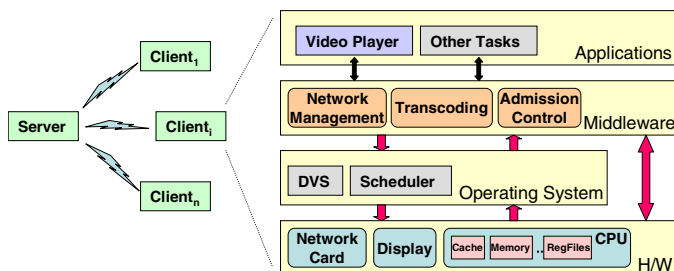 Video Player
Other Tasks
Applications
Client1
Network
Management
Transcoding
Admission
Control
Middleware
Server
Clienti
DVS
Scheduler
Operating System
Clientn
Network
Card
Display
Cache
Memory
..
RegFiles
CPU
H/W